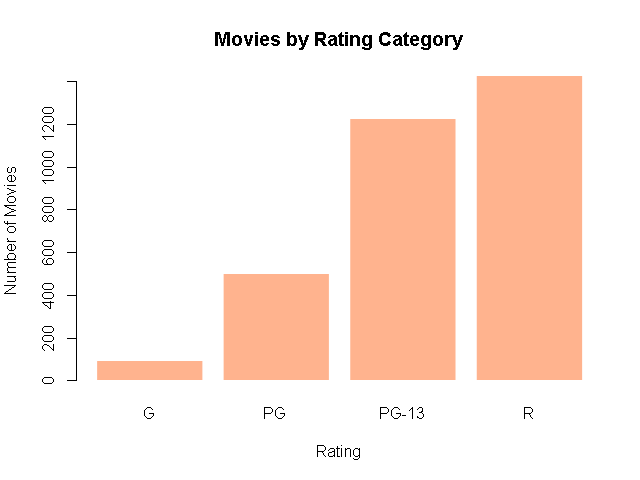 Movies by Rating Category
Number of Movies
1200
1000
800
600
400
200
0
G PG PG-13 R
Rating